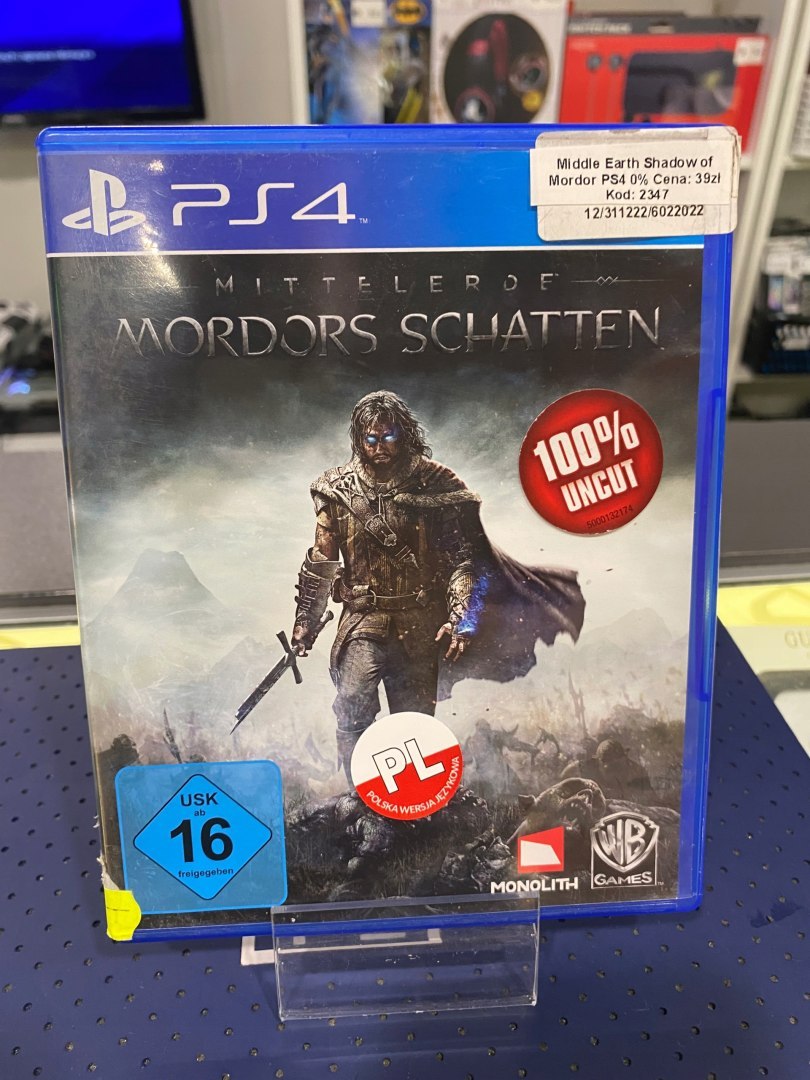 Middle Earth Shadow of
Mordor PS4 0% Cena: 39zł
Kod: 2347
12/311222/6022022
PS4
MITTELERDE
MORDORS SCHATTEN
100%
UNCUT
5000132174
PL
POLSKA WERSJA JĘZYKOWA
USK
ab
16
freigegeben
MONOLITH
WB
GAMES